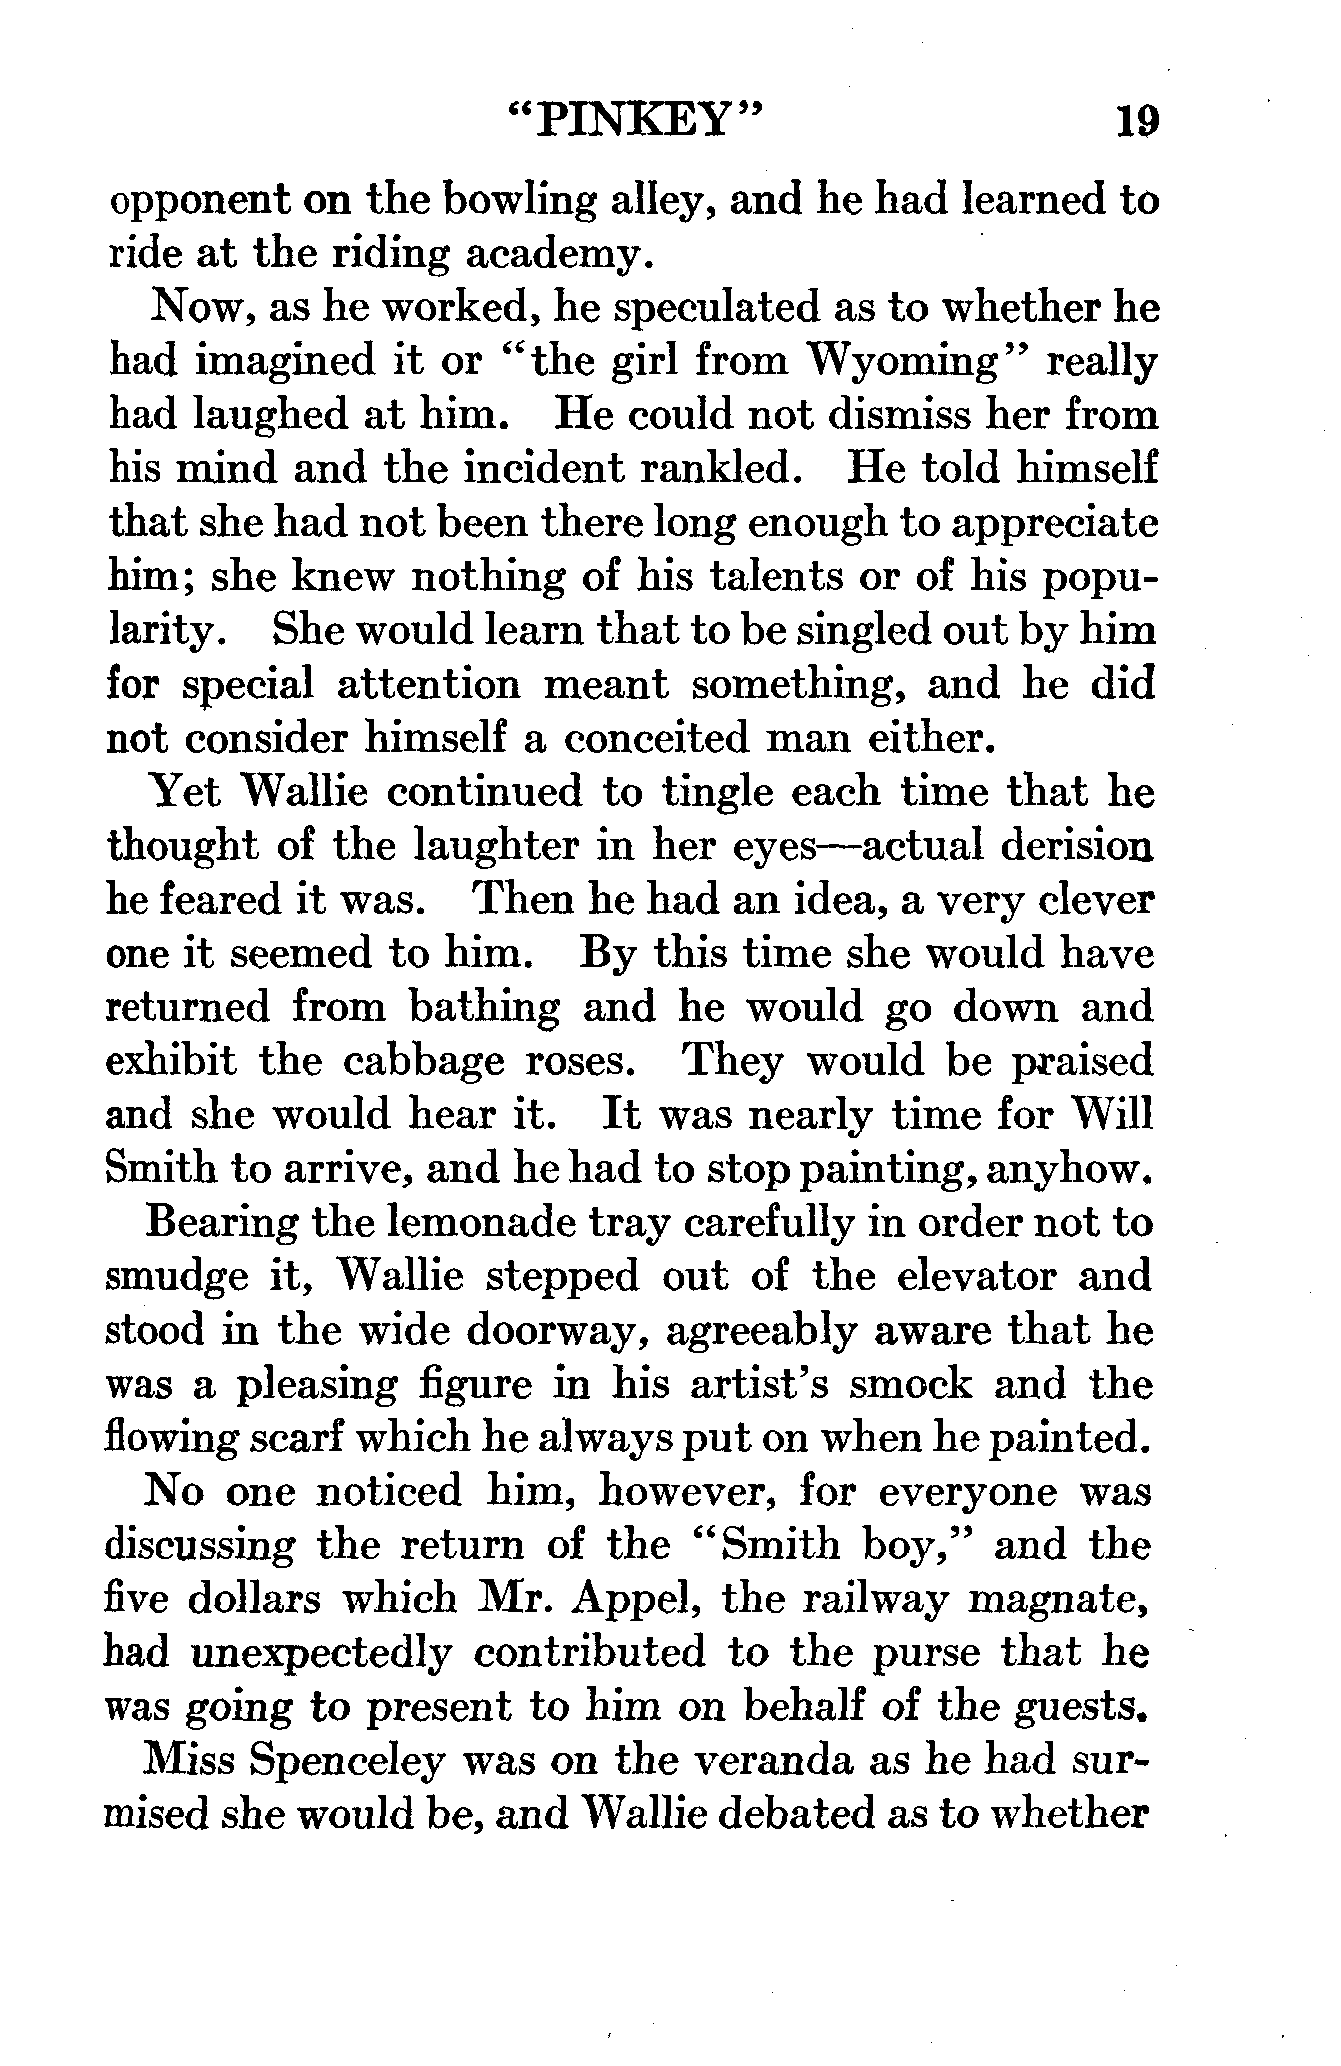 "PINKEY" 19
opponent on the bowling alley, and he had learned to
ride at the riding academy.
Now, as he worked, he speculated as to whether he
had imagined it or "the girl from Wyoming" really
had laughed at him. He could not dismiss her from
his mind and the incident rankled. He told himself
that she had not been there long enough to appreciate
him; she knew nothing of his talents or of his popu-
larity. She would learn that to be singled out by him
for special attention meant something, and he did
not consider himself a conceited man either.
Yet Wallie continued to tingle each time that he
thought of the laughter in her eyes—actual derision
he feared it was. Then he had an idea, a very clever
one it seemed to him. By this time she would have
returned from bathing and he would go down and
exhibit the cabbage roses. They would be praised
and she would hear it. It was nearly time for Will
Smith to arrive, and he had to stop painting, anyhow.
Bearing the lemonade tray carefully in order not to
smudge it, Wallie stepped out of the elevator and
stood in the wide doorway, agreeably aware that he
was a pleasing figure in his artist's smock and the
flowing scarf which he always put on when he painted.
No one noticed him, however, for everyone was
discussing the return of the "Smith boy," and the
five dollars which Mr. Appel, the railway magnate,
had unexpectedly contributed to the purse that he
was going to present to him on behalf of the guests.
Miss Spenceley was on the veranda as he had sur-
mised she would be, and Wallie debated as to whether